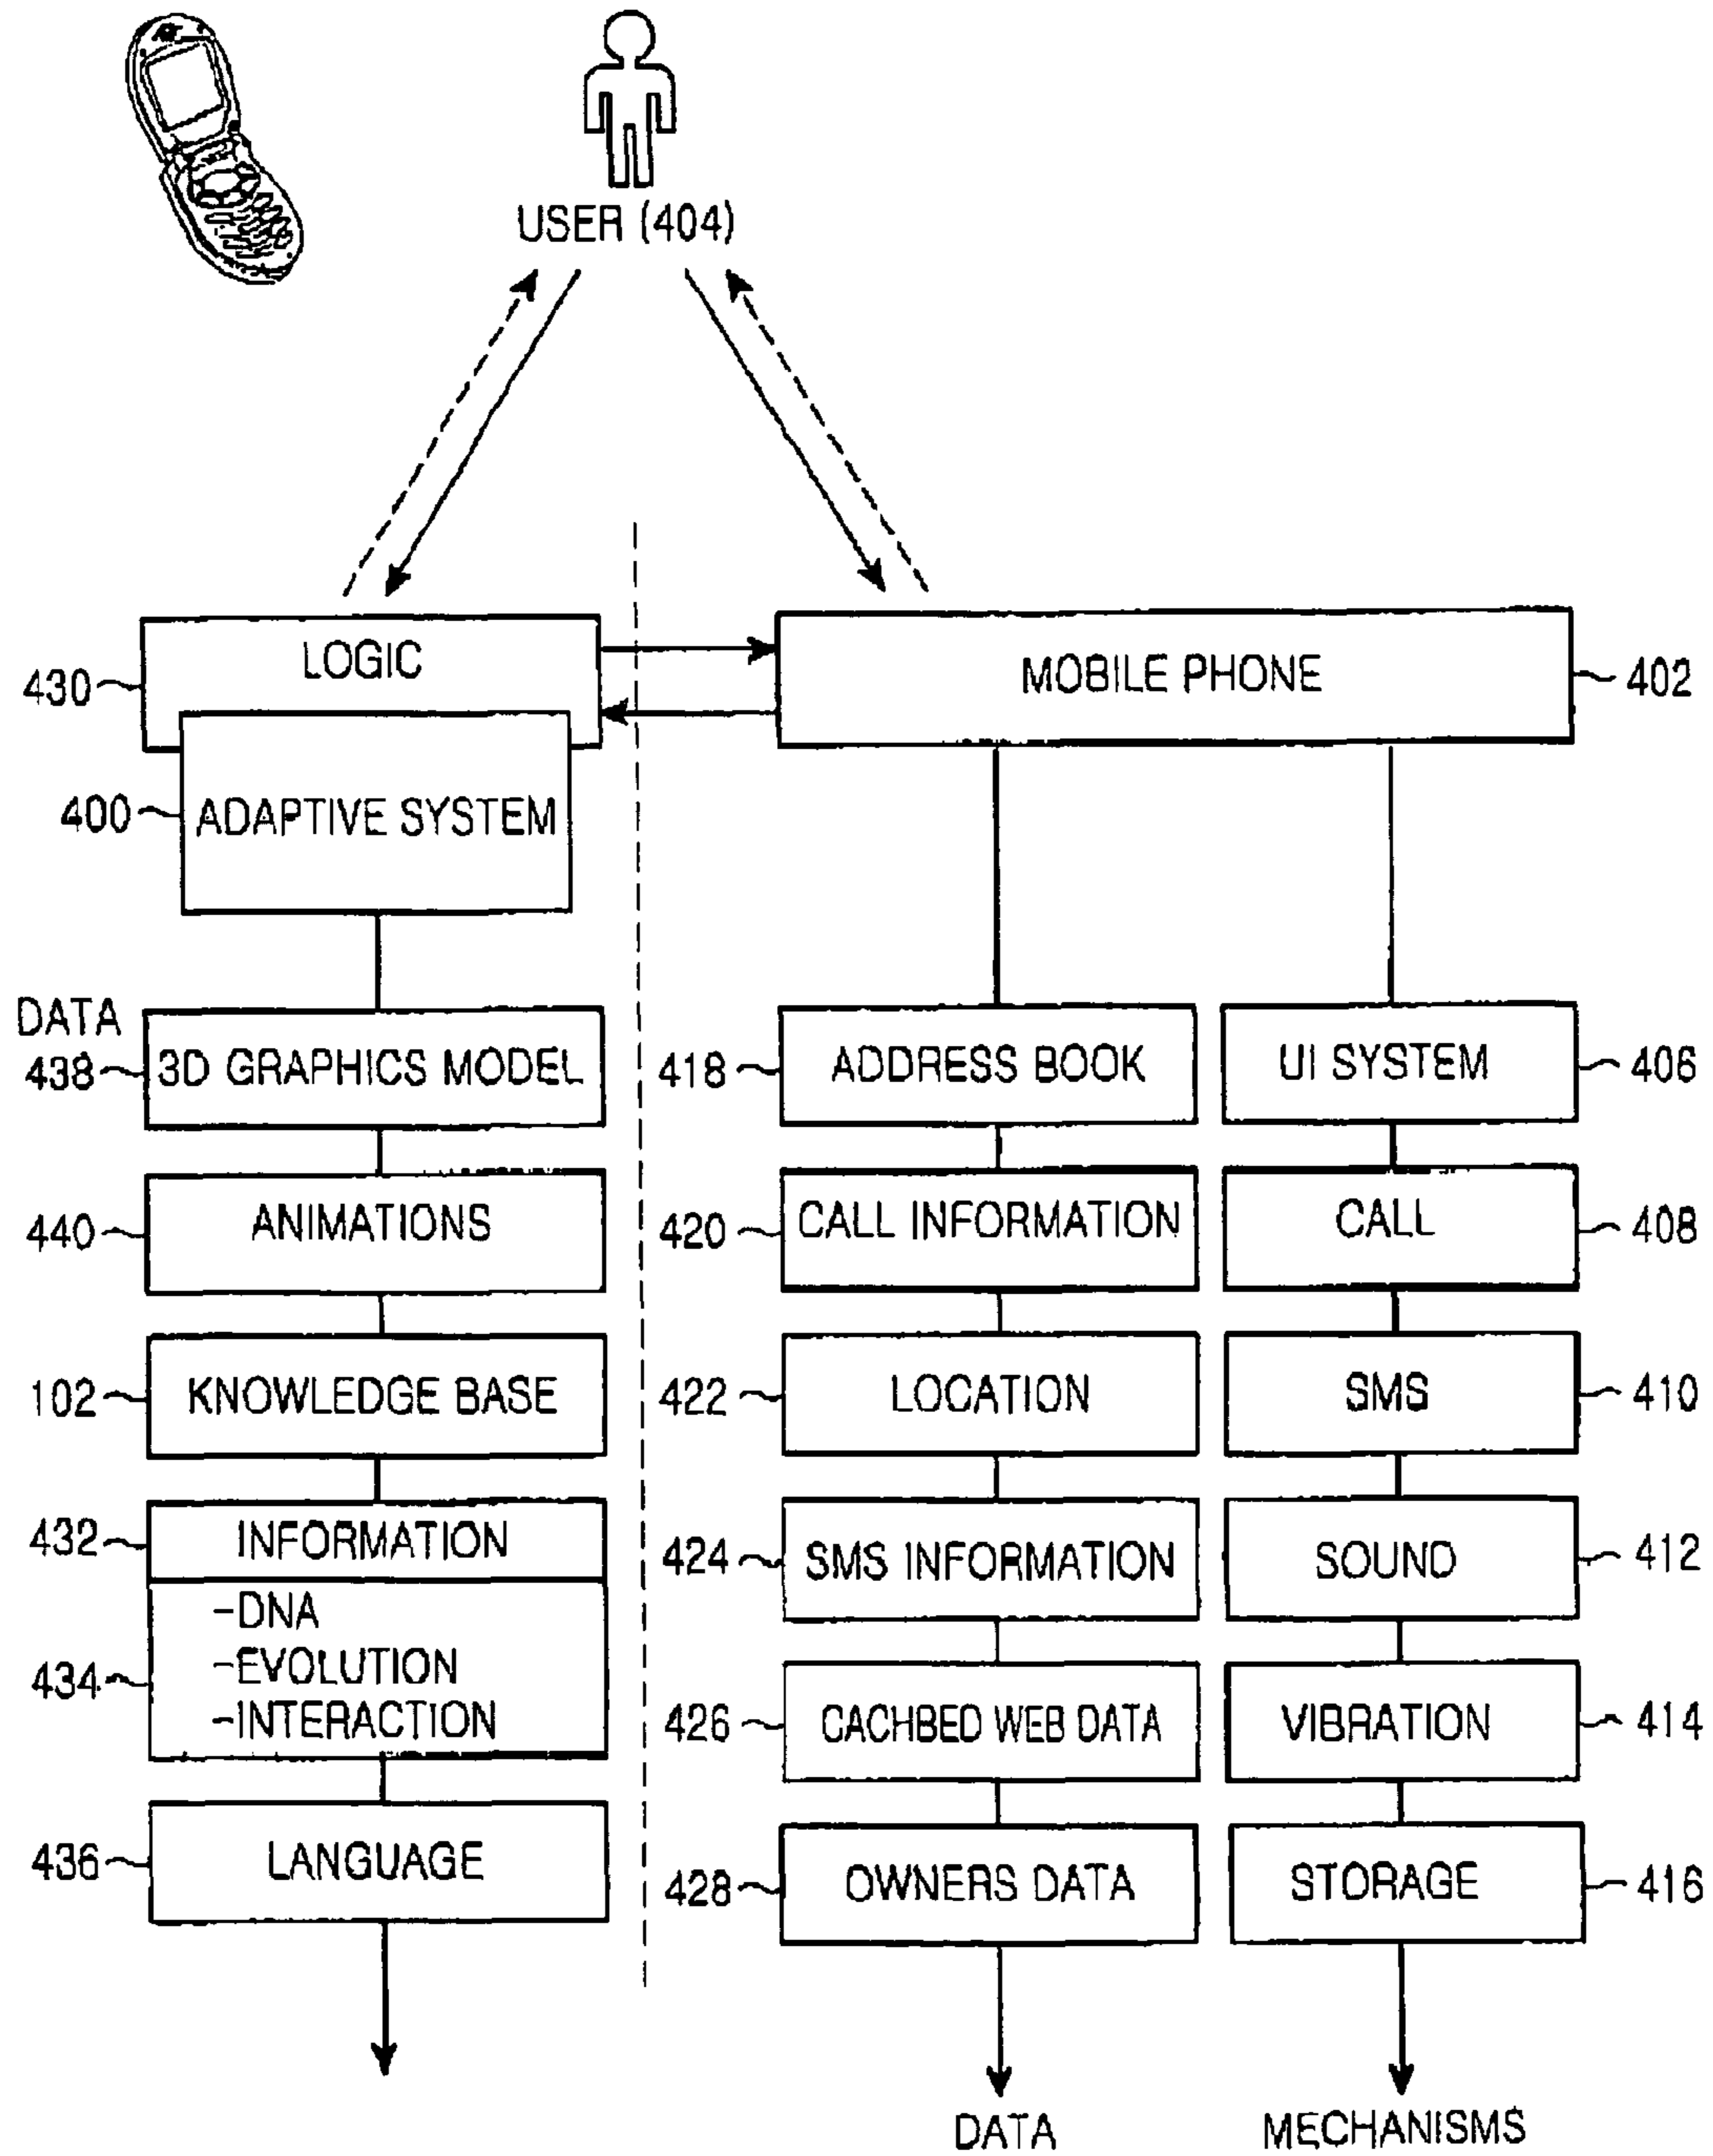 USER (404)
LOGIC
430
MOBILE PHONE
402
400
ADAPTIVE SYSTEM
DATA
438
3D GRAPHICS MODEL
440
ANIMATIONS
102
KNOWLEDGE BASE
432
INFORMATION
434
-DNA
-EVOLUTION
-INTERACTION
436
LANGUAGE
418
ADDRESS BOOK
420
CALL INFORMATION
422
LOCATION
424
SMS INFORMATION
426
CACHBED WEB DATA
428
OWNERS DATA
DATA
UI SYSTEM
406
CALL
408
SMS
410
SOUND
412
VIBRATION
414
STORAGE
416
MECHANISMS